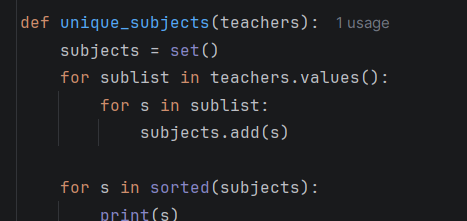 def unique_subjects(teachers): 1 usage
    subjects = set()
    for sublist in teachers.values():
        for s in sublist:
            subjects.add(s)

    for s in sorted(subjects):
        print(s)